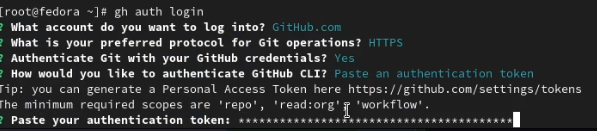 [root@fedora ~]# gh auth login
? What account do you want to log into? GitHub.com
? What is your preferred protocol for Git operations? HTTPS
? Authenticate Git with your GitHub credentials? Yes
? How would you like to authenticate GitHub CLI? Paste an authentication token
Tip: you can generate a Personal Access Token here https://github.com/settings/tokens
The minimum required scopes are 'repo', 'read:org', 'workflow'.
? Paste your authentication token: ****************************************